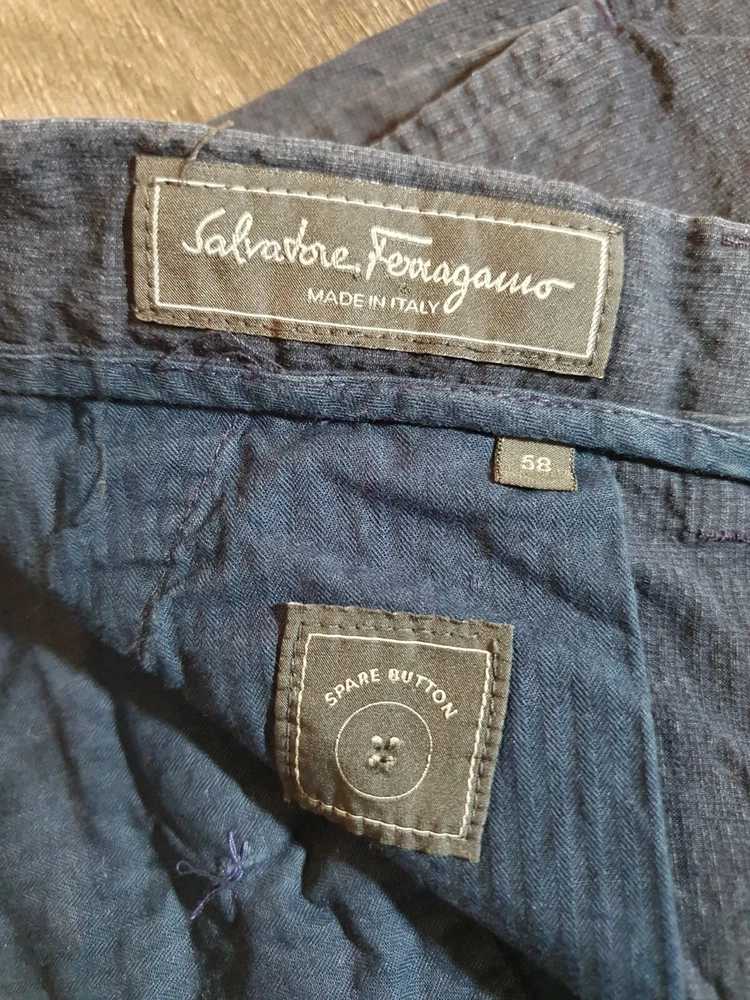 Salvatore Ferragamo
MADE IN ITALY
58
SPARE BUTTON